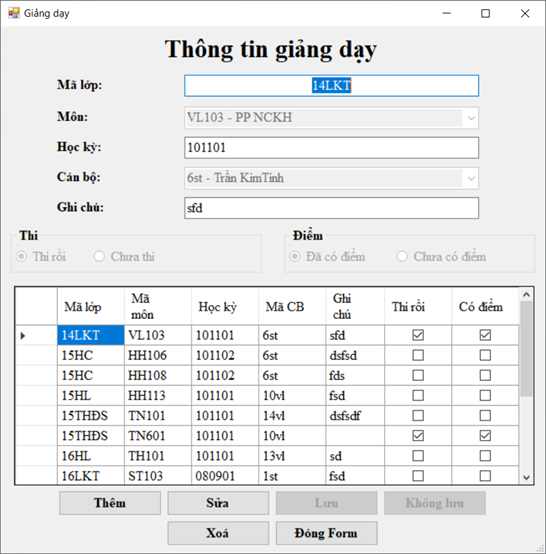 Giảng dạy
Thông tin giảng dạy
Mã lớp: 14LKT
Môn: VL103 - PP NCKH
Học kỳ: 101101
Cán bộ: 6st - Trần KimTinh
Ghi chú: sfd
Thi Điểm
Thi rồi Chưa thi Đã có điểm Chưa có điểm
Mã lớp Mã môn Học kỳ Mã CB Ghi chú Thi rồi Có điểm
14LKT VL103 101101 6st sfd
15HC HH106 101102 6st dsfsd
15HC HH108 101102 6st fds
15HL HH113 101101 10vl fsd
15THĐS TN101 101101 14vl dsfsdf
15THĐS TN601 101101 10vl
16HL TH101 101101 13vl sd
16LKT ST103 080901 1st fsd
Thêm Sửa Lưu Không lưu
Xoá Đóng Form